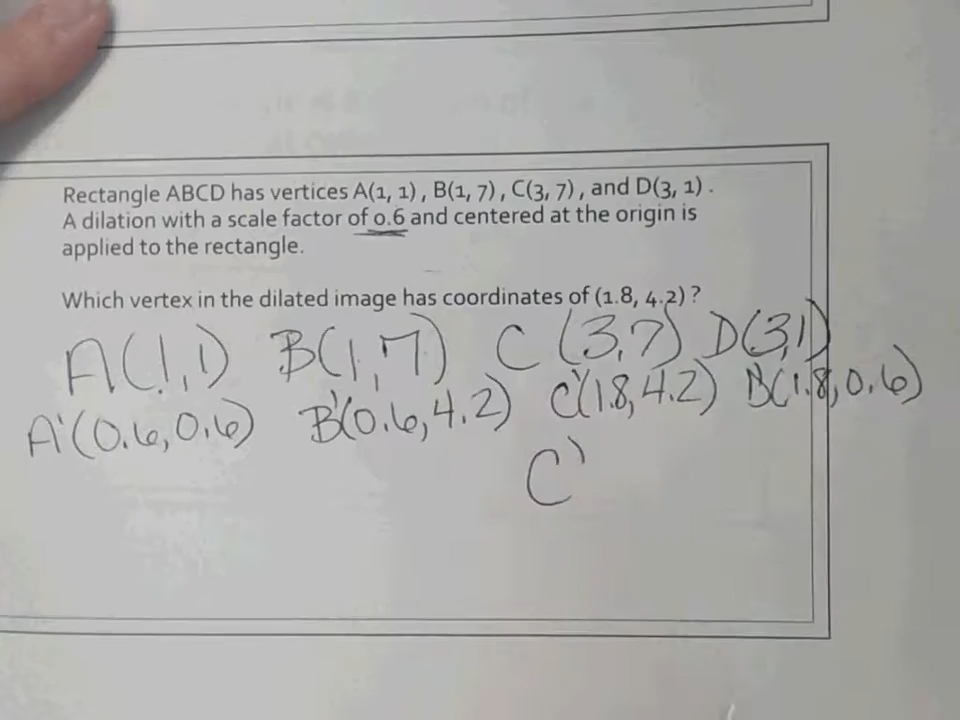 Rectangle ABCD has vertices A(1, 1) , B(1, 7) , C(3, 7) , and D(3, 1) .
A dilation with a scale factor of 0.6 and centered at the origin is
applied to the rectangle.
Which vertex in the dilated image has coordinates of (1.8, 4.2) ?
A(1,1) B(1,7) C (3,7) D(3,1)
A'(0.6,0.6) B'(0.6,4.2) C'(1.8,4.2) B(1.8,0.6)
C'